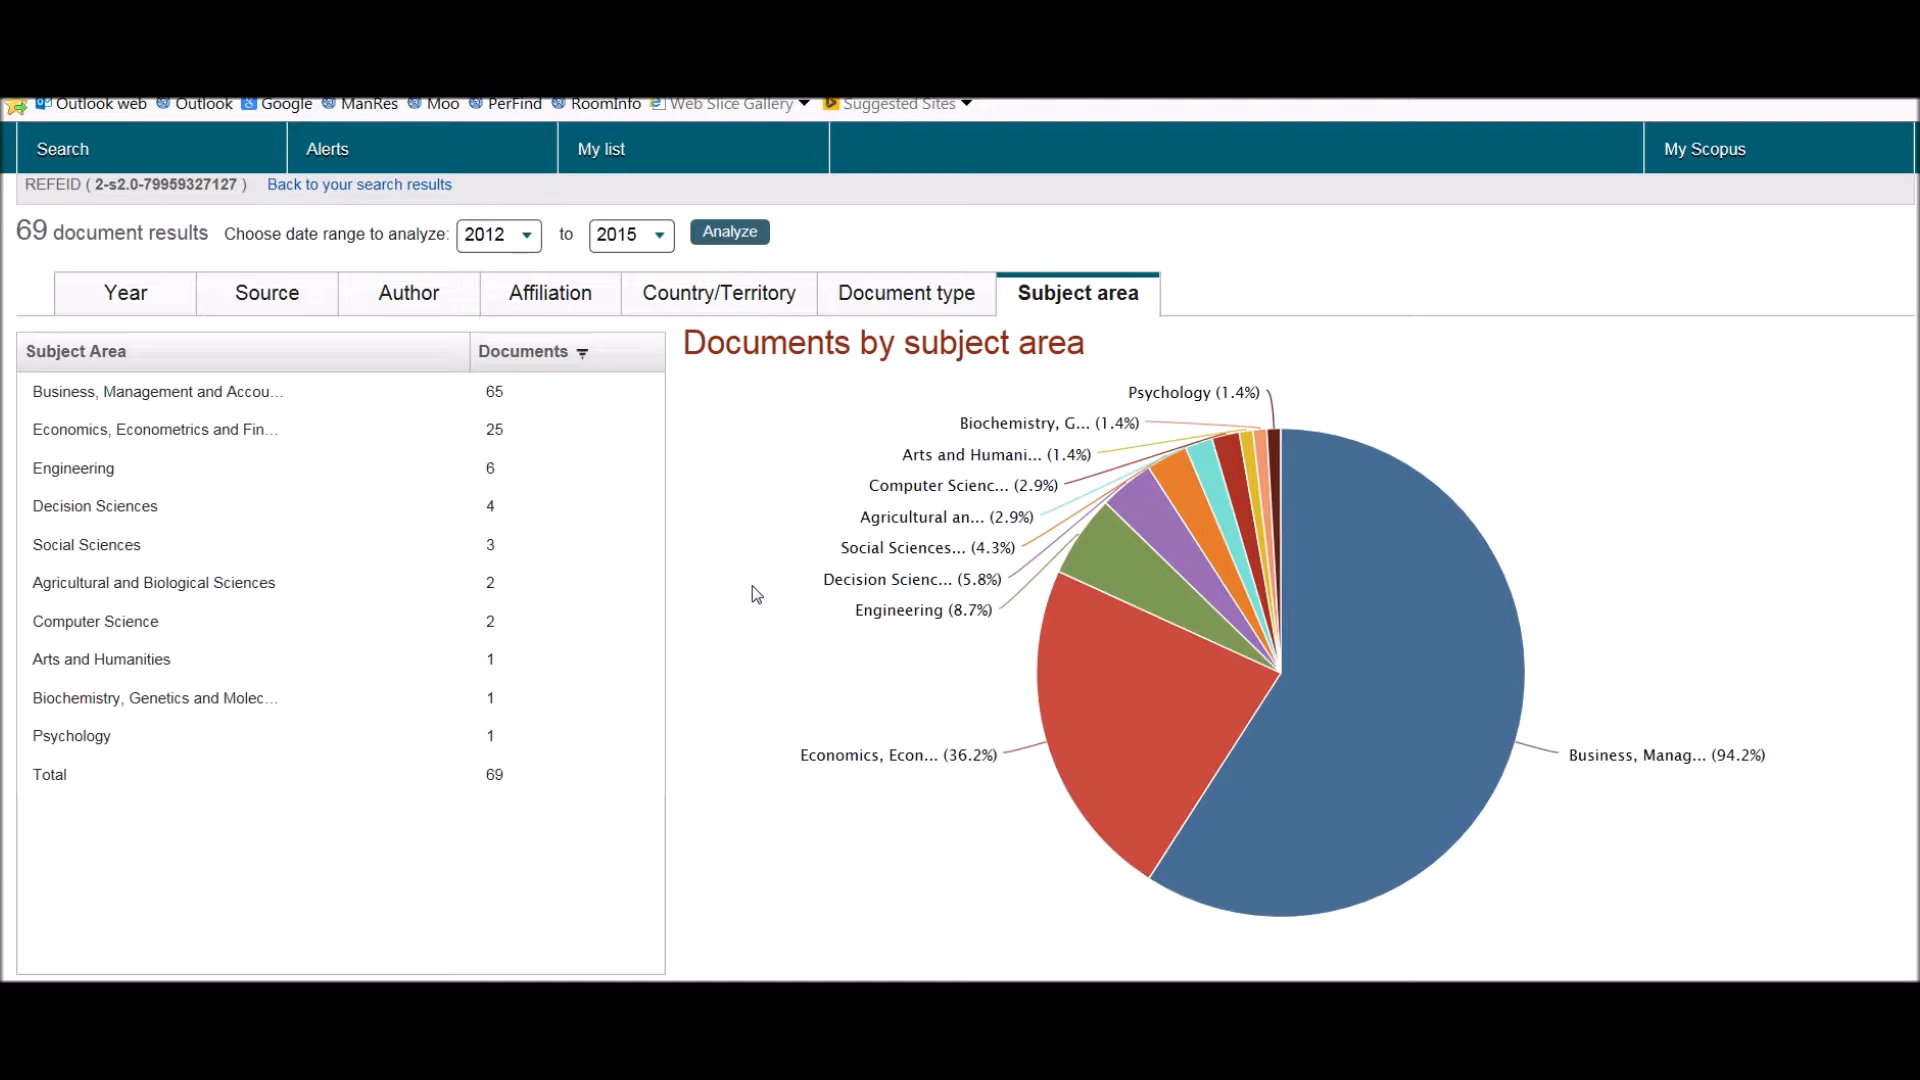 Outlook web Outlook Google ManRes Moo PerFind RoomInfo Web Slice Gallery Suggested Sites
Search Alerts My list My Scopus
REFEID ( 2-s2.0-79959327127 ) Back to your search results
69 document results Choose date range to analyze: 2012 to 2015 Analyze
Year Source Author Affiliation Country/Territory Document type Subject area
Subject Area Documents
Business, Management and Accou... 65
Economics, Econometrics and Fin... 25
Engineering 6
Decision Sciences 4
Social Sciences 3
Agricultural and Biological Sciences 2
Computer Science 2
Arts and Humanities 1
Biochemistry, Genetics and Molec... 1
Psychology 1
Total 69
Documents by subject area
Psychology (1.4%)
Biochemistry, G... (1.4%)
Arts and Humani... (1.4%)
Computer Scienc... (2.9%)
Agricultural an... (2.9%)
Social Sciences... (4.3%)
Decision Scienc... (5.8%)
Engineering (8.7%)
Economics, Econ... (36.2%)
Business, Manag... (94.2%)